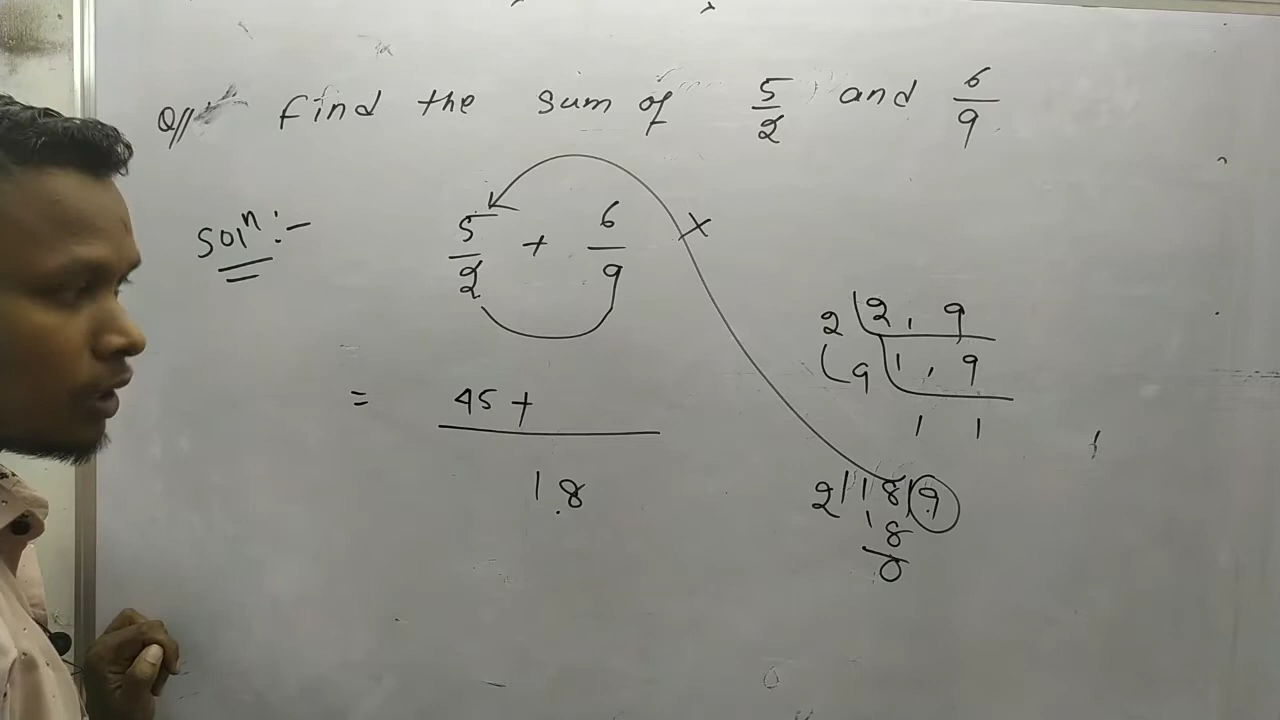 Q// Find the sum of 5/2 and 6/9
Solⁿ :-
5/2 + 6/9 ×
2 | 2, 9
9 | 1, 9
1 1
= 45 +
18
2 | 18 | 9
18
0